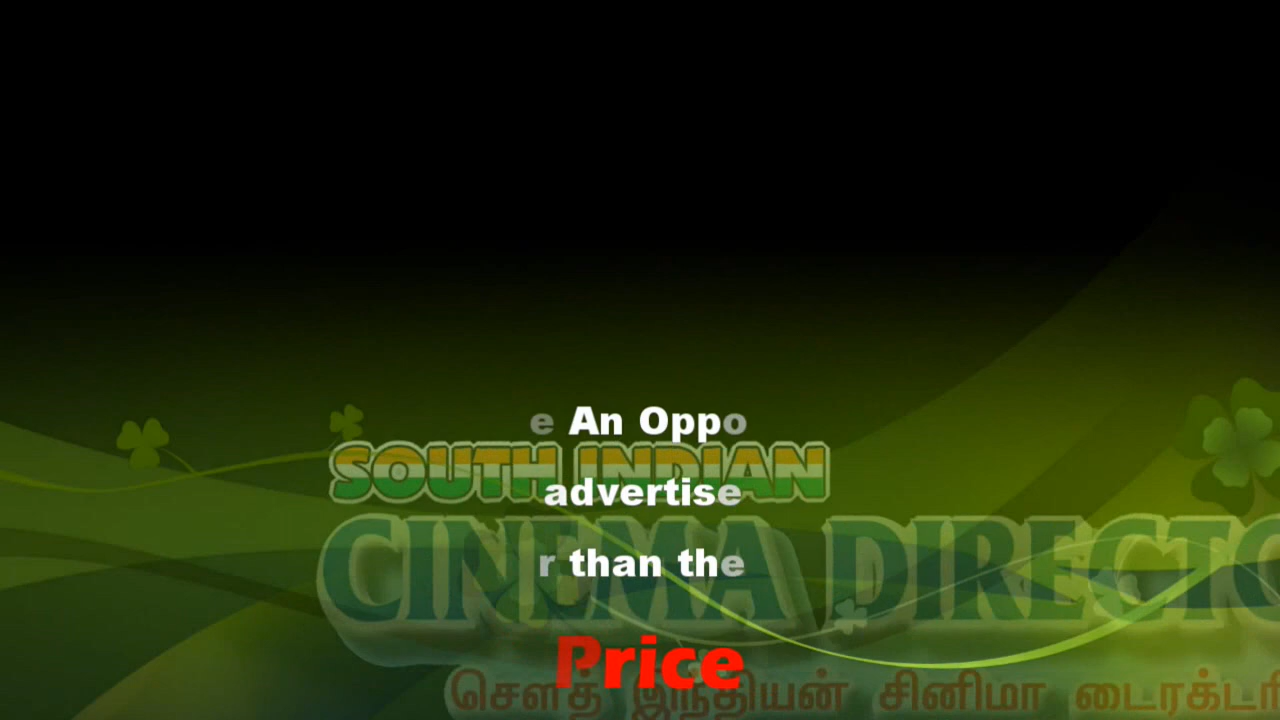 e An Oppo
SOUTH INDIAN
advertise
CINEMA DIRECTO
r than the
Price
சௌத் இந்தியன் சினிமா டைரக்டரி